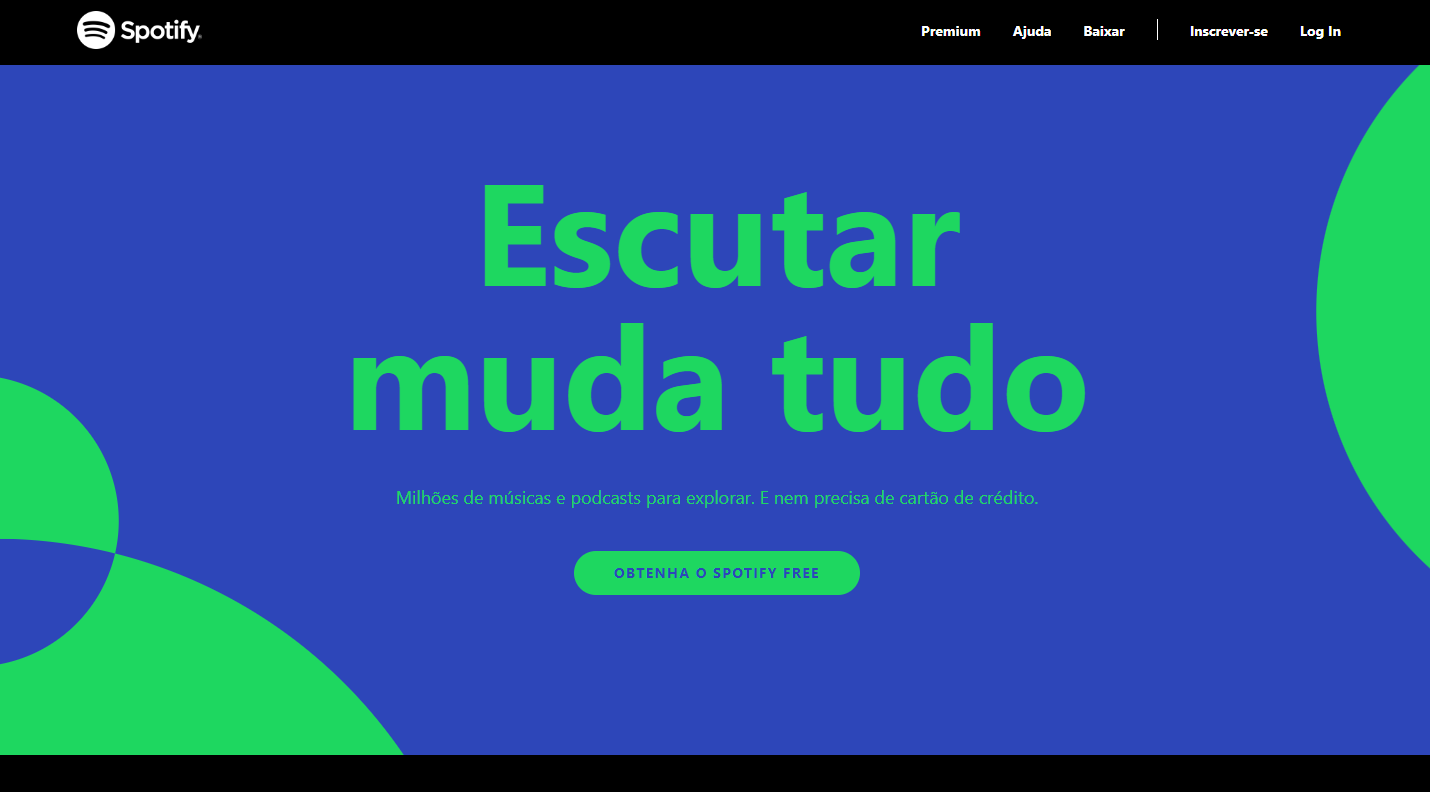 Spotify®
Premium Ajuda Baixar Inscrever-se Log In
Escutar
muda tudo
Milhões de músicas e podcasts para explorar. E nem precisa de cartão de crédito.
OBTENHA O SPOTIFY FREE